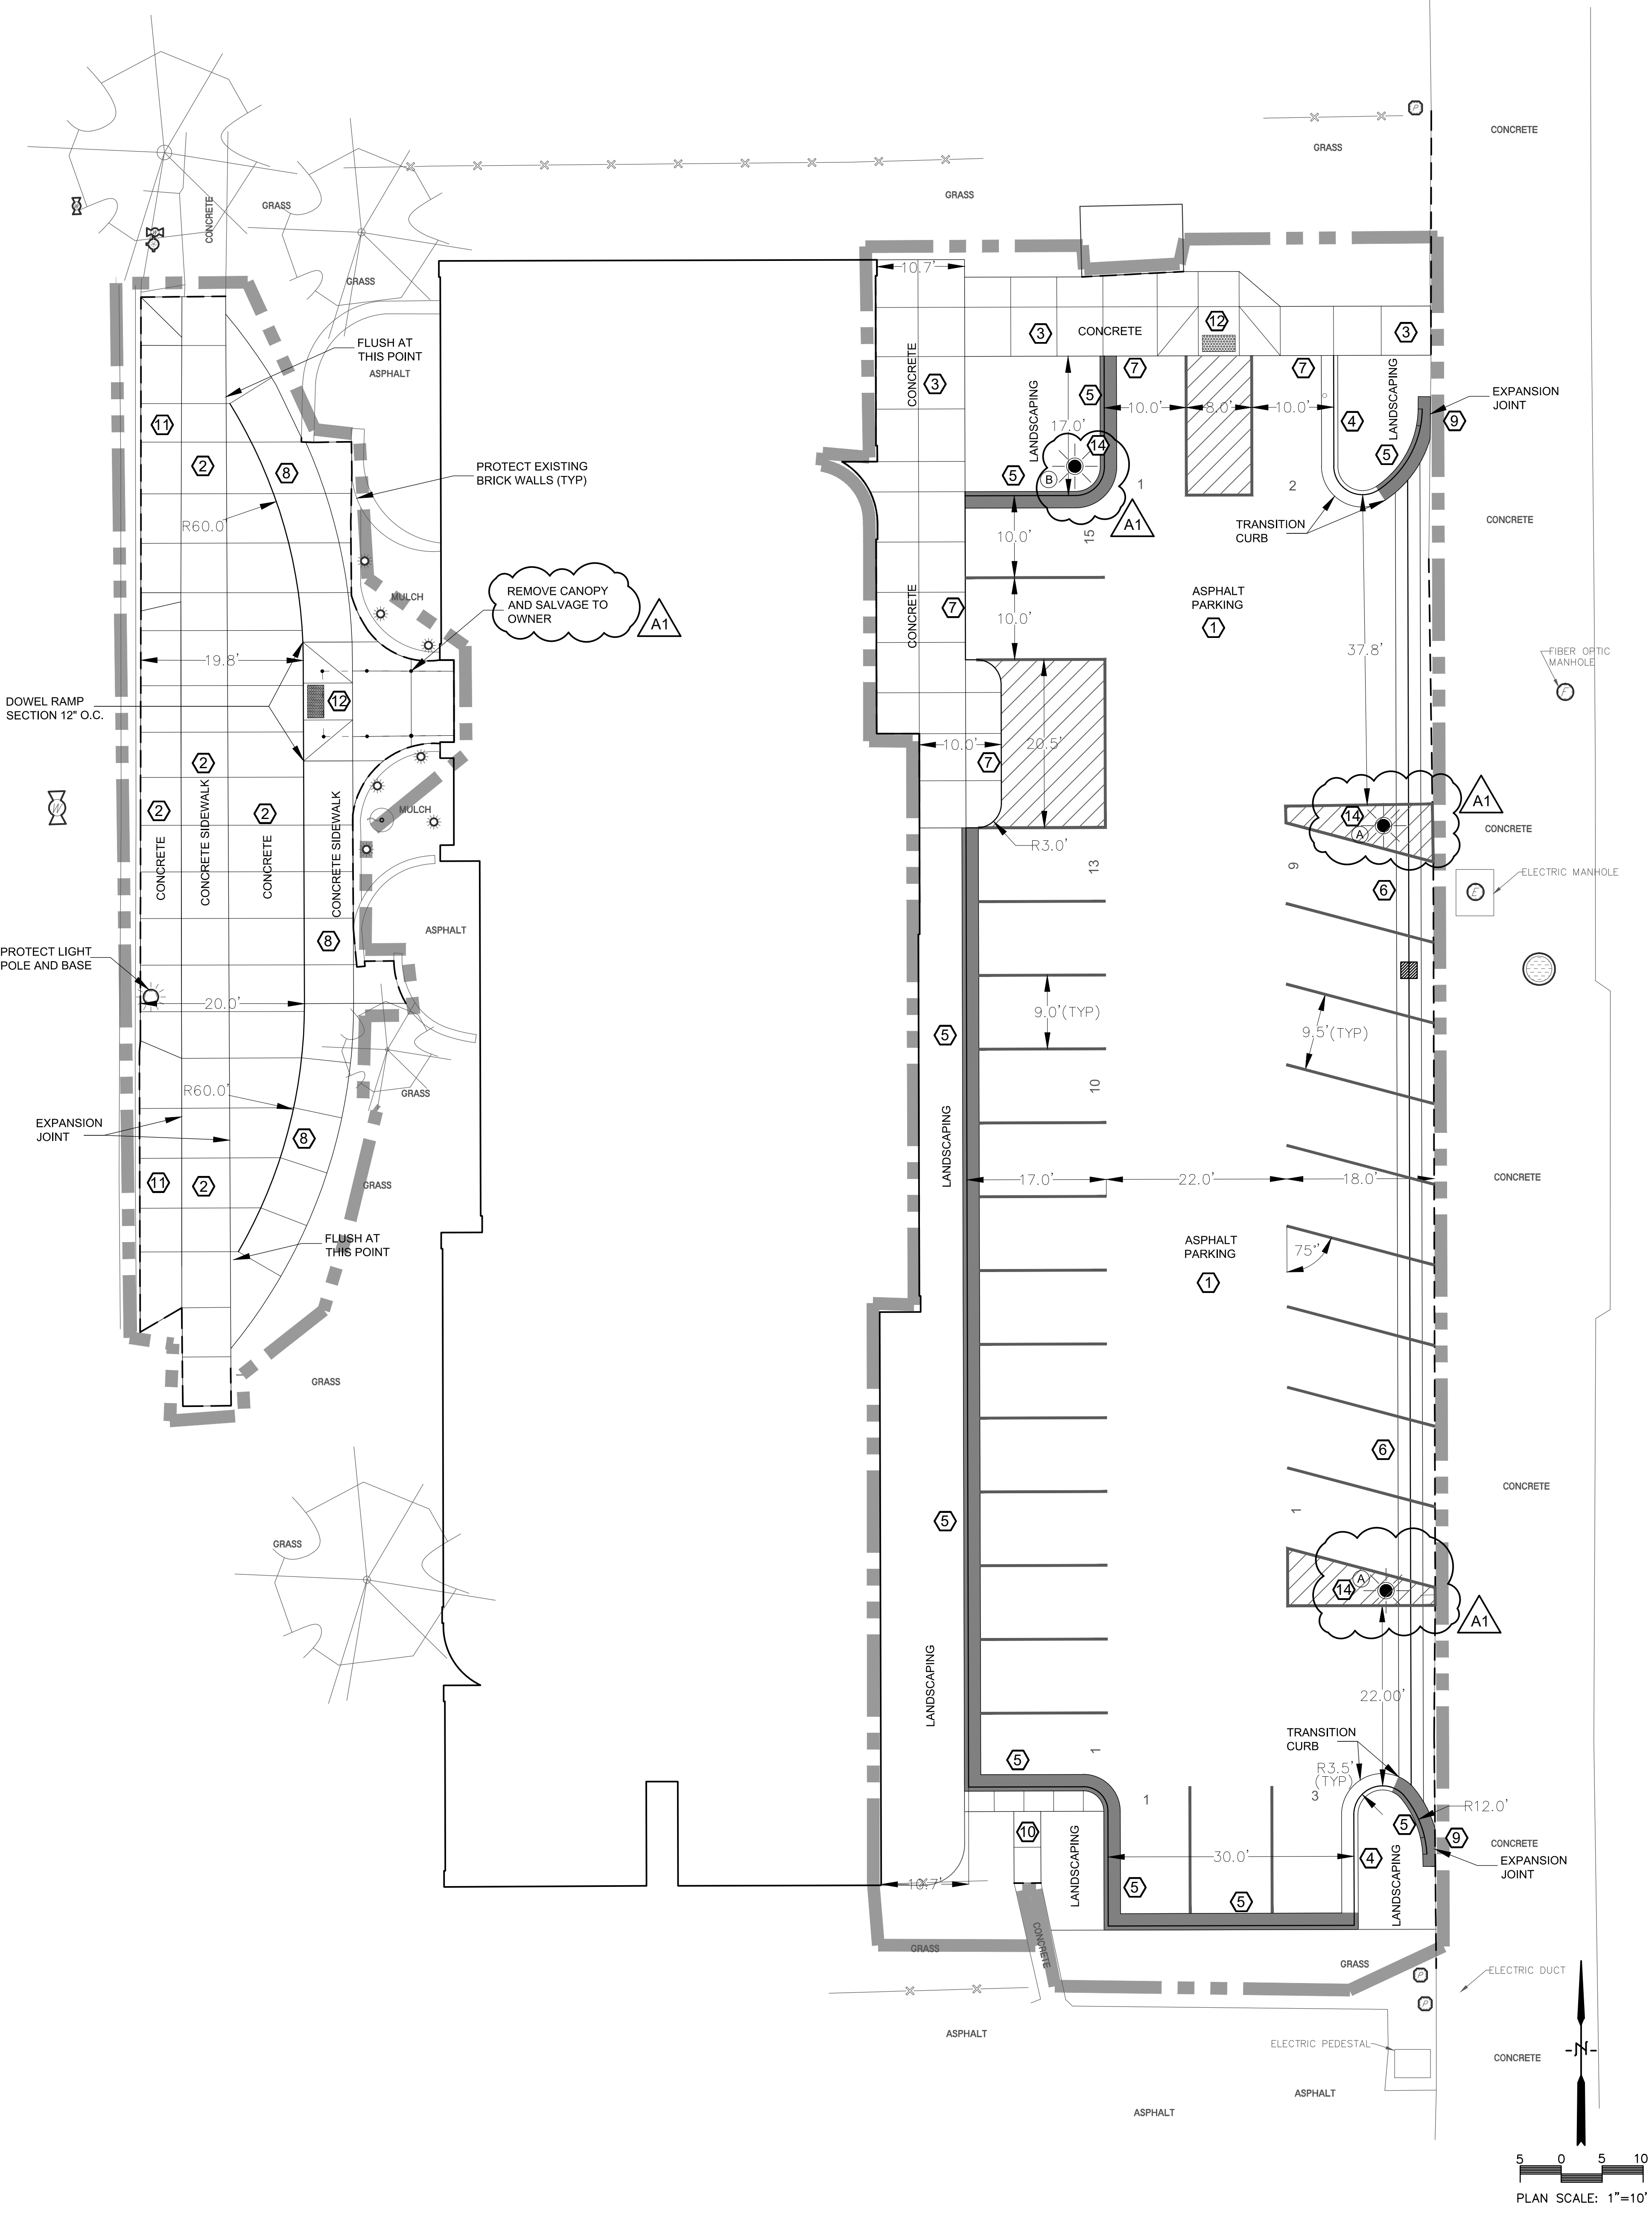 CONCRETE
GRASS
GRASS
CONCRETE
GRASS
GRASS
10.7'
12
3
CONCRETE
3
FLUSH AT
THIS POINT
ASPHALT
CONCRETE
3
7
7
LANDSCAPING
5
LANDSCAPING
EXPANSION
JOINT
10.0'
8.0'
10.0'
17.0'
4
9
11
2
8
PROTECT EXISTING
BRICK WALLS (TYP)
14
5
B
5
1
2
A1
TRANSITION
CURB
CONCRETE
R60.0'
10.0'
15
REMOVE CANOPY
AND SALVAGE TO
OWNER
A1
MULCH
CONCRETE
7
10.0'
ASPHALT
PARKING
1
37.8'
FIBER OPTIC
MANHOLE
F
19.8'
DOWEL RAMP
SECTION 12" O.C.
12
10.0'
20.5'
7
2
CONCRETE SIDEWALK
2
2
CONCRETE
CONCRETE
CONCRETE SIDEWALK
MULCH
W
R3.0'
14
A
A1
CONCRETE
13
9
6
ELECTRIC MANHOLE
E
8
ASPHALT
PROTECT LIGHT
POLE AND BASE
20.0'
5
9.0'(TYP)
9.5'(TYP)
R60.0'
GRASS
10
EXPANSION
JOINT
8
LANDSCAPING
11
2
GRASS
17.0'
22.0'
18.0'
CONCRETE
FLUSH AT
THIS POINT
ASPHALT
PARKING
1
75°'
GRASS
6
CONCRETE
5
1
GRASS
14
A
A1
LANDSCAPING
22.00'
TRANSITION
CURB
5
1
R3.5'
(TYP)
1
3
R12.0'
10
5
9
CONCRETE
LANDSCAPING
30.0'
4
EXPANSION
JOINT
10.7'
5
5
LANDSCAPING
GRASS
CONCRETE
GRASS
P
P
P
ELECTRIC DUCT
ASPHALT
ELECTRIC PEDESTAL
CONCRETE
N
ASPHALT
ASPHALT
5 0 5 10
PLAN SCALE: 1"=10'